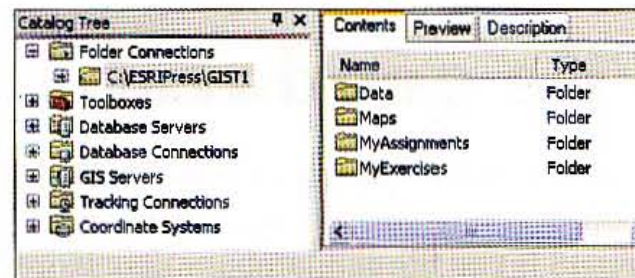 Catalog Tree
Folder Connections
C:\ESRIPress\GIST1
Toolboxes
Database Servers
Database Connections
GIS Servers
Tracking Connections
Coordinate Systems
Contents Preview Description
Name Type
Data Folder
Maps Folder
MyAssignments Folder
MyExercises Folder